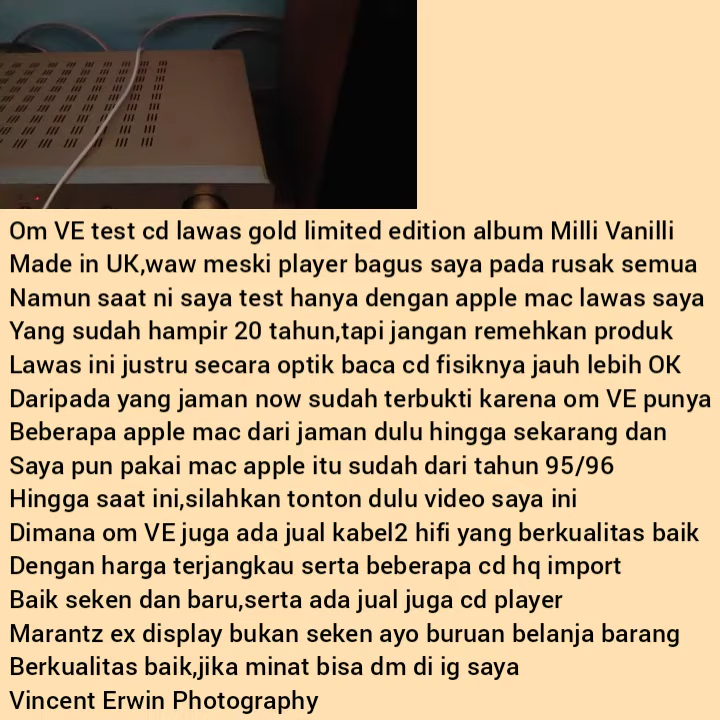 Om VE test cd lawas gold limited edition album Milli Vanilli
Made in UK,waw meski player bagus saya pada rusak semua
Namun saat ni saya test hanya dengan apple mac lawas saya
Yang sudah hampir 20 tahun,tapi jangan remehkan produk
Lawas ini justru secara optik baca cd fisiknya jauh lebih OK
Daripada yang jaman now sudah terbukti karena om VE punya
Beberapa apple mac dari jaman dulu hingga sekarang dan
Saya pun pakai mac apple itu sudah dari tahun 95/96
Hingga saat ini,silahkan tonton dulu video saya ini
Dimana om VE juga ada jual kabel2 hifi yang berkualitas baik
Dengan harga terjangkau serta beberapa cd hq import
Baik seken dan baru,serta ada jual juga cd player
Marantz ex display bukan seken ayo buruan belanja barang
Berkualitas baik,jika minat bisa dm di ig saya
Vincent Erwin Photography